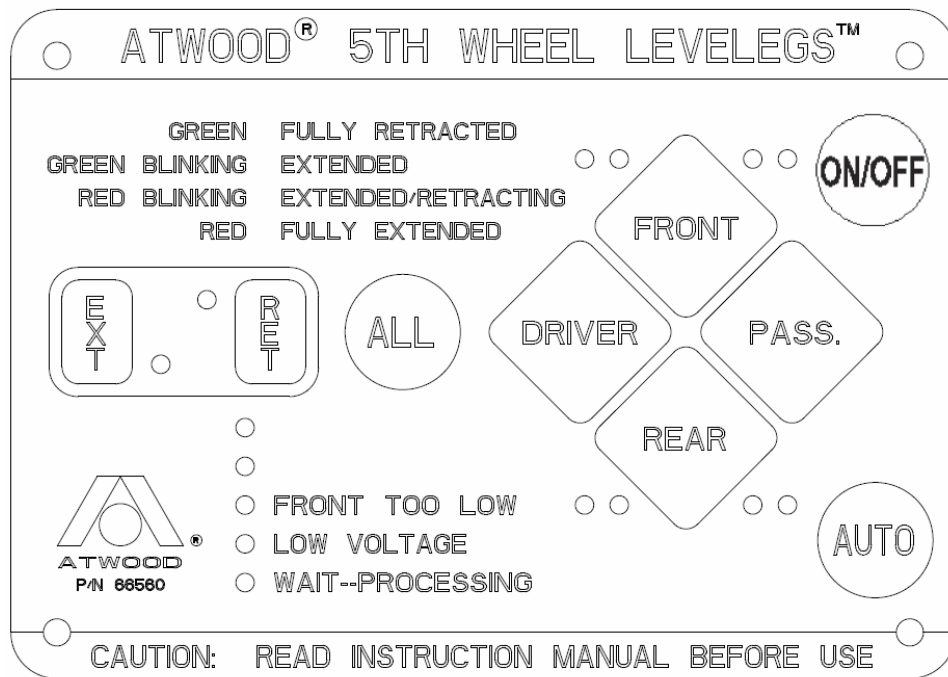 ATWOOD® 5TH WHEEL LEVELEGS™
GREEN FULLY RETRACTED
GREEN BLINKING EXTENDED
RED BLINKING EXTENDED/RETRACTING
RED FULLY EXTENDED
ON/OFF
FRONT
EXT
RET
ALL
DRIVER
PASS.
REAR
FRONT TOO LOW
LOW VOLTAGE
WAIT--PROCESSING
AUTO
ATWOOD®
P/N 66560
CAUTION: READ INSTRUCTION MANUAL BEFORE USE